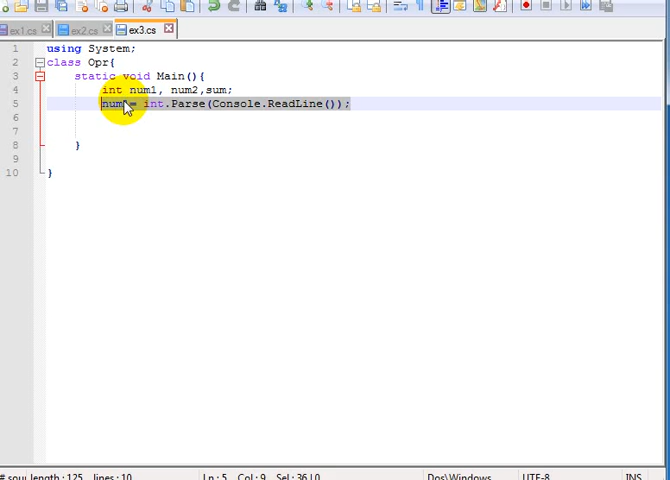 ex1.cs ex2.cs ex3.cs
1 using System;
2 class Opr{
3 static void Main(){
4 int num1, num2,sum;
5 num1= int.Parse(Console.ReadLine());
6
7
8 }
9
10 }
length : 125 lines : 10 Ln : 5 Col : 9 Sel : 36 | 0 Dos\Windows UTF-8 INS